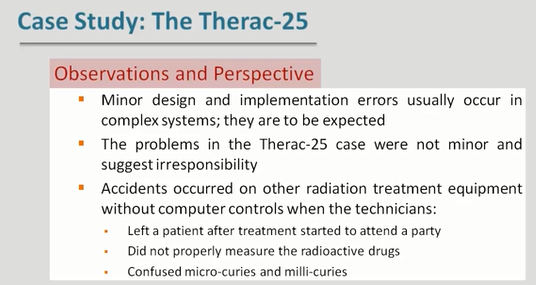 Case Study: The Therac-25
Observations and Perspective
Minor design and implementation errors usually occur in
complex systems; they are to be expected
The problems in the Therac-25 case were not minor and
suggest irresponsibility
Accidents occurred on other radiation treatment equipment
without computer controls when the technicians:
Left a patient after treatment started to attend a party
Did not properly measure the radioactive drugs
Confused micro-curies and milli-curies